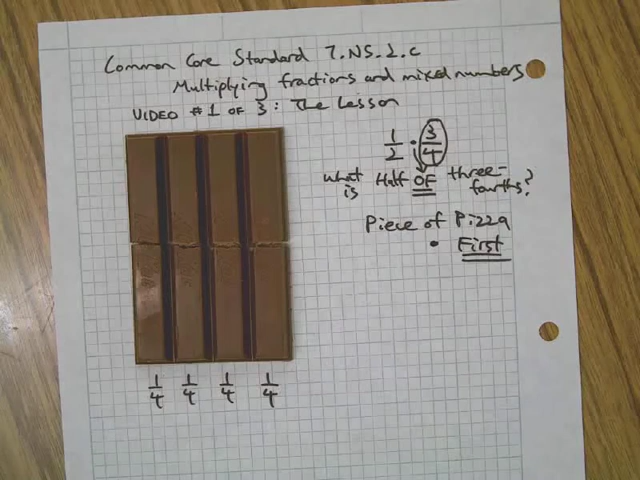 Common Core Standard 7.NS.2.c
Multiplying fractions and mixed numbers
VIDEO #1 OF 3: The Lesson
1/2 · 3/4
what is Half OF three-fourths?
Piece of Pizza
• First
1/4 1/4 1/4 1/4